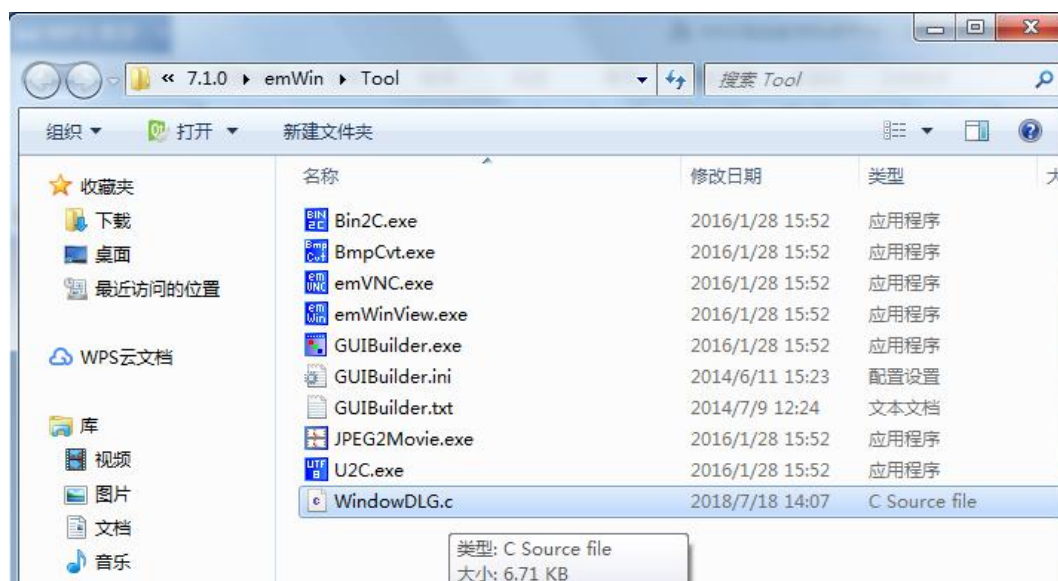 « 7.1.0 ▸ emWin ▸ Tool
搜索 Tool
组织 打开 新建文件夹
名称 修改日期 类型 大
收藏夹
下载
桌面
最近访问的位置
WPS云文档
库
视频
图片
文档
音乐
Bin2C.exe 2016/1/28 15:52 应用程序
BmpCvt.exe 2016/1/28 15:52 应用程序
emVNC.exe 2016/1/28 15:52 应用程序
emWinView.exe 2016/1/28 15:52 应用程序
GUIBuilder.exe 2016/1/28 15:52 应用程序
GUIBuilder.ini 2014/6/11 15:23 配置设置
GUIBuilder.txt 2014/7/9 12:24 文本文档
JPEG2Movie.exe 2016/1/28 15:52 应用程序
U2C.exe 2016/1/28 15:52 应用程序
WindowDLG.c 2018/7/18 14:07 C Source file
类型: C Source file
大小: 6.71 KB